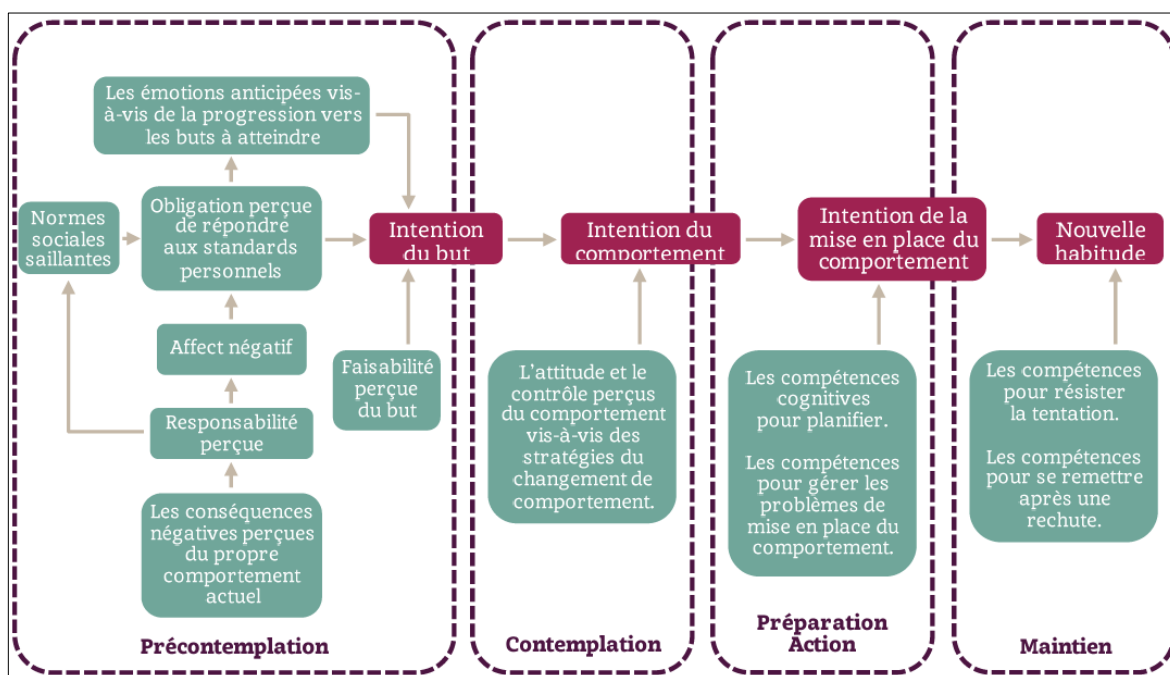 Les émotions anticipées vis-
à-vis de la progression vers
les buts à atteindre
Normes
sociales
saillantes
Obligation perçue
de répondre
aux standards
personnels
Affect négatif
Responsabilité
perçue
Les conséquences
négatives perçues
du propre
comportement
actuel
Intention
du but
Faisabilité
perçue
du but
Précontemplation
Intention du
comportement
L'attitude et le
contrôle perçus
du comportement
vis-à-vis des
stratégies du
changement de
comportement.
Contemplation
Intention de la
mise en place du
comportement
Les compétences
cognitives
pour planifier.
Les compétences
pour gérer les
problèmes de
mise en place du
comportement.
Préparation
Action
Nouvelle
habitude
Les compétences
pour résister
la tentation.
Les compétences
pour se remettre
après une
rechute.
Maintien